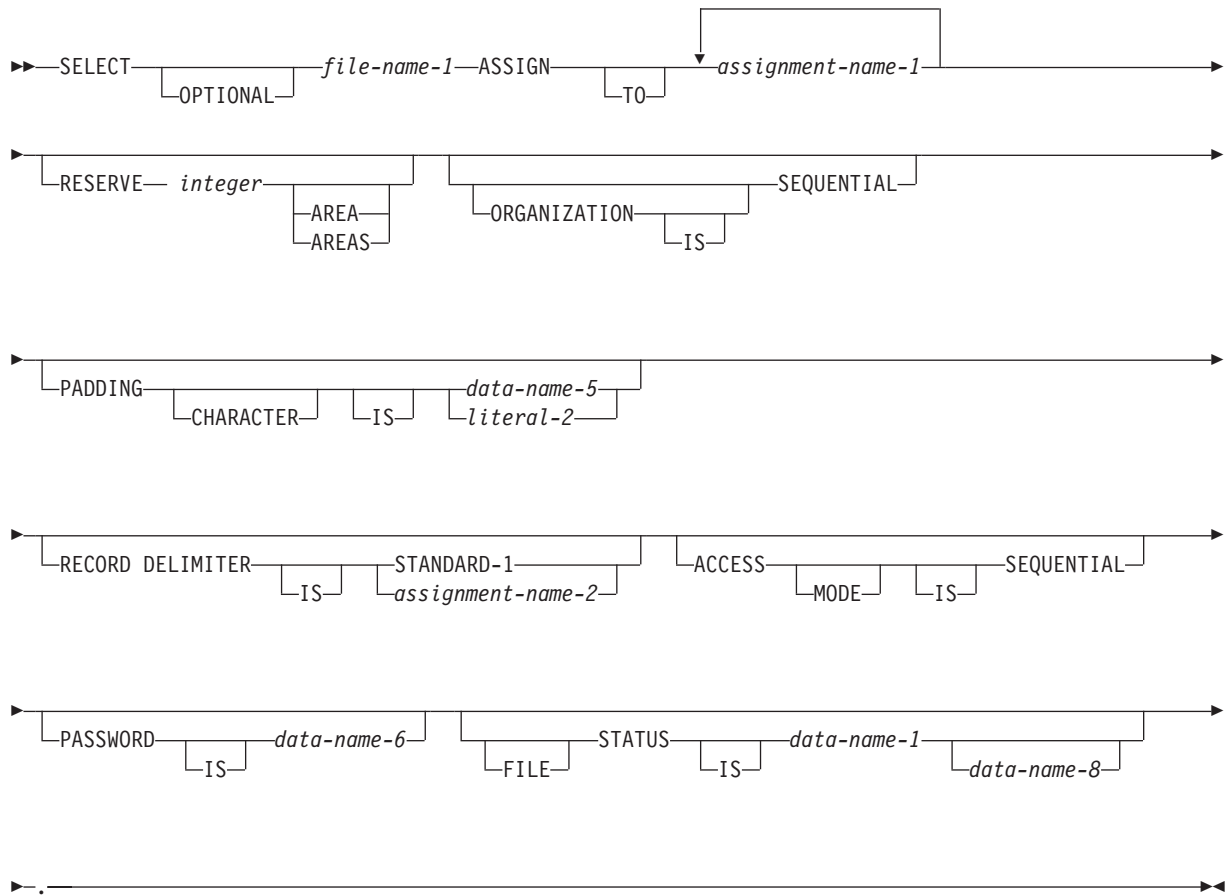 SELECT file-name-1 ASSIGN assignment-name-1
OPTIONAL TO
RESERVE integer SEQUENTIAL
AREA ORGANIZATION
AREAS IS
PADDING data-name-5
CHARACTER IS literal-2
RECORD DELIMITER STANDARD-1 ACCESS SEQUENTIAL
IS assignment-name-2 MODE IS
PASSWORD data-name-6 STATUS data-name-1
IS FILE IS data-name-8
.